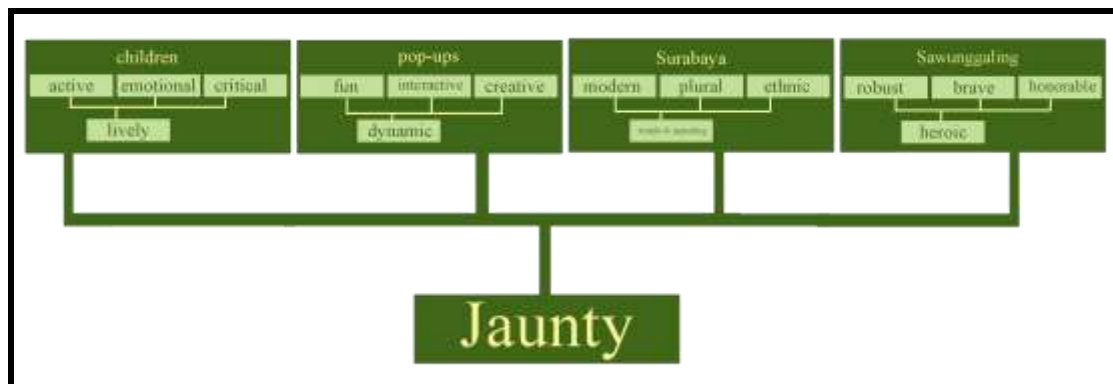 children
active emotional critical
lively
pop-ups
fun interactive creative
dynamic
Surabaya
modern plural ethnic
Sawunggaling
robust brave honorable
heroic
Jaunty